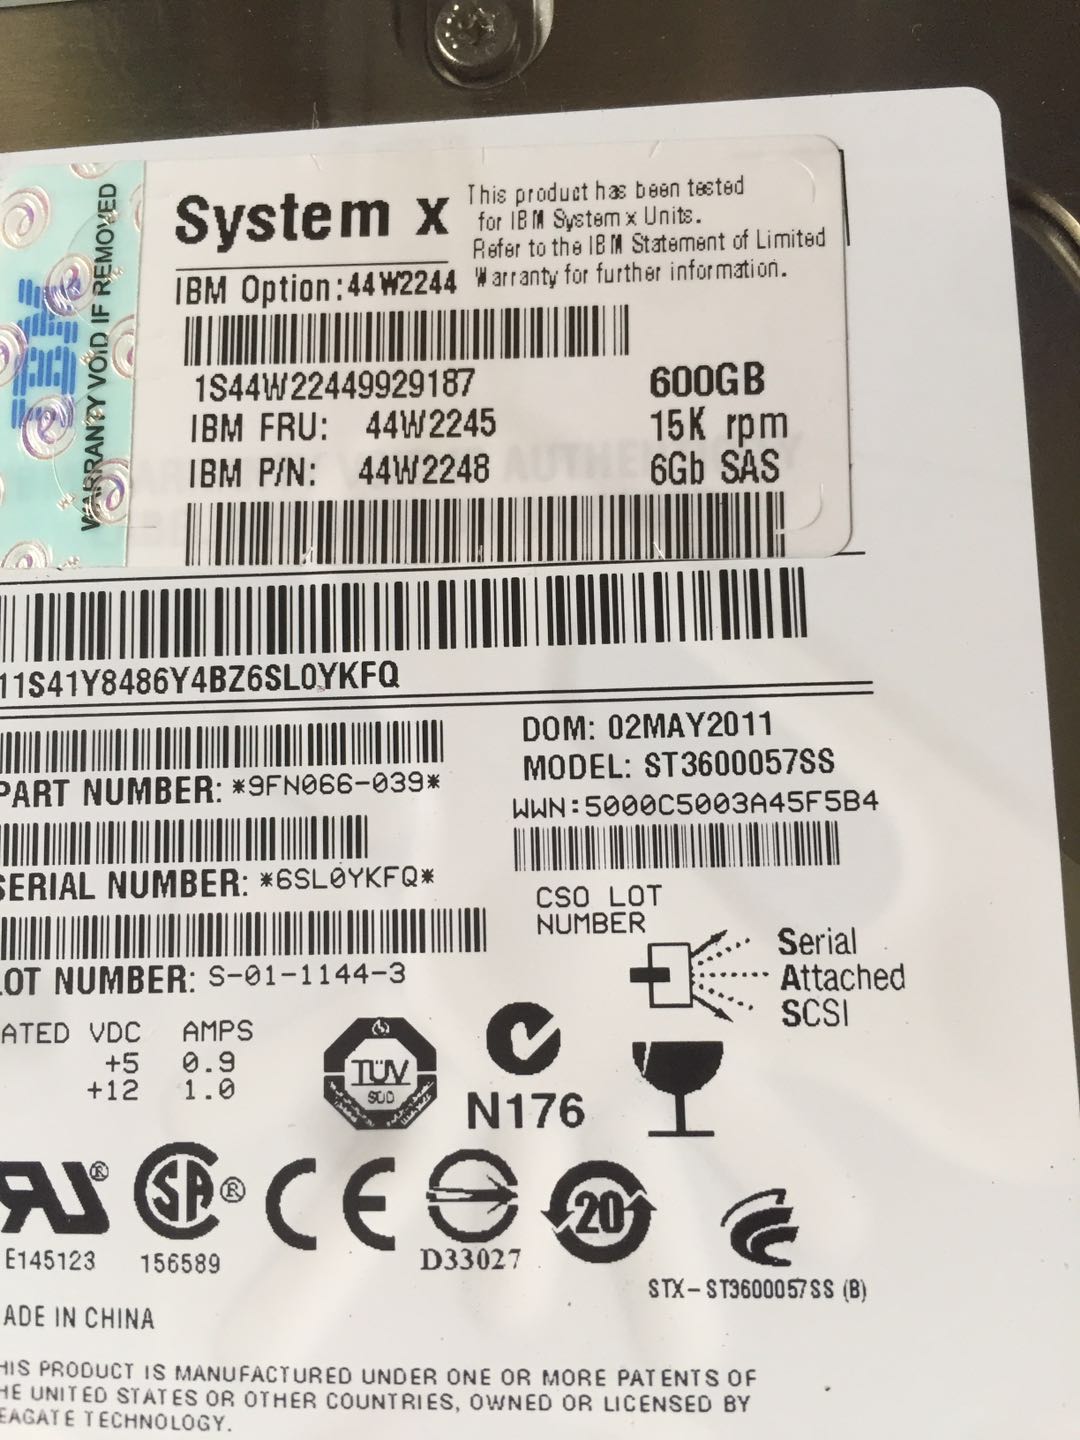 WARRANTY VOID IF REMOVED
IBM
System x
This product has been tested
for IBM System x Units.
Refer to the IBM Statement of Limited
Warranty for further information.
IBM Option:44W2244
1S44W22449929187
600GB
IBM FRU: 44W2245
15K rpm
IBM P/N: 44W2248
6Gb SAS
11S41Y8486Y4BZ6SL0YKFQ
DOM: 02MAY2011
MODEL: ST3600057SS
PART NUMBER: *9FN066-039*
WWN:5000C5003A45F5B4
SERIAL NUMBER: *6SL0YKFQ*
CSO LOT
NUMBER
LOT NUMBER: S-01-1144-3
Serial
Attached
SCSI
ATED VDC AMPS
+5 0.9
+12 1.0
TÜV
SÜD
N176
SA®
CE
20
E145123
156589
D33027
STX-ST3600057SS (B)
ADE IN CHINA
HIS PRODUCT IS MANUFACTURED UNDER ONE OR MORE PATENTS OF
HE UNITED STATES OR OTHER COUNTRIES, OWNED OR LICENSED BY
EAGATE TECHNOLOGY.